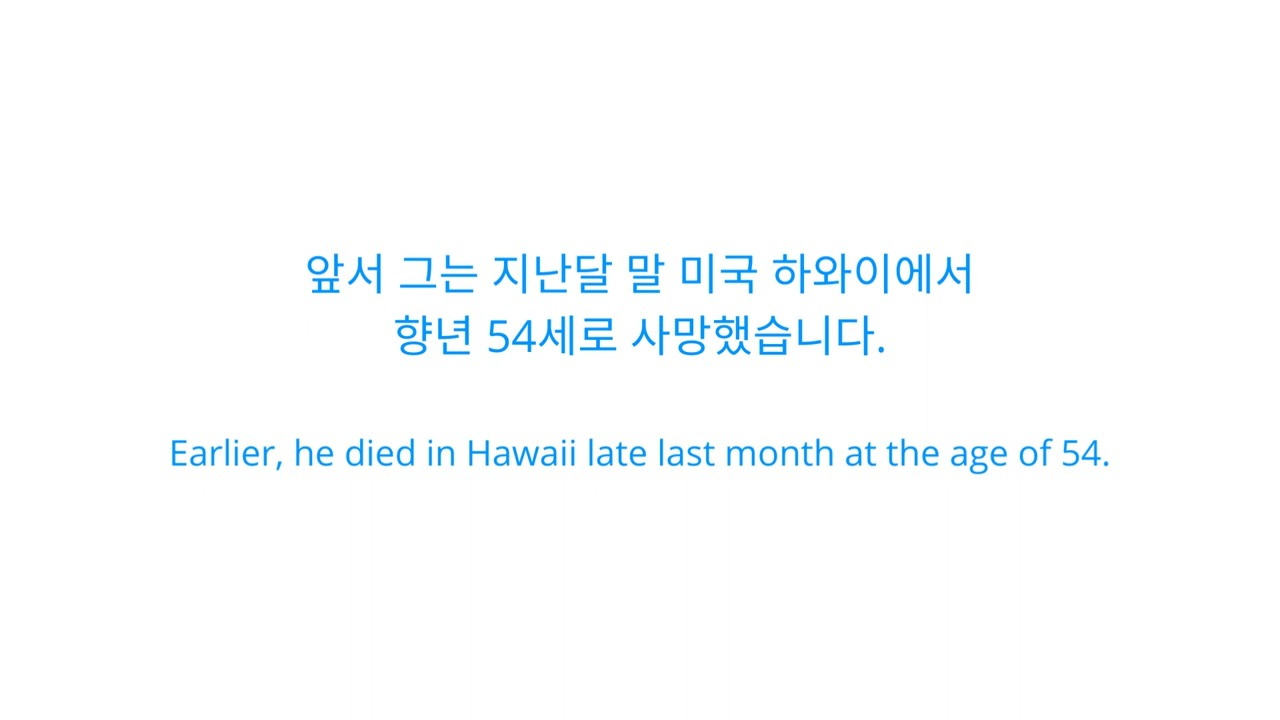 앞서 그는 지난달 말 미국 하와이에서
향년 54세로 사망했습니다.
Earlier, he died in Hawaii late last month at the age of 54.